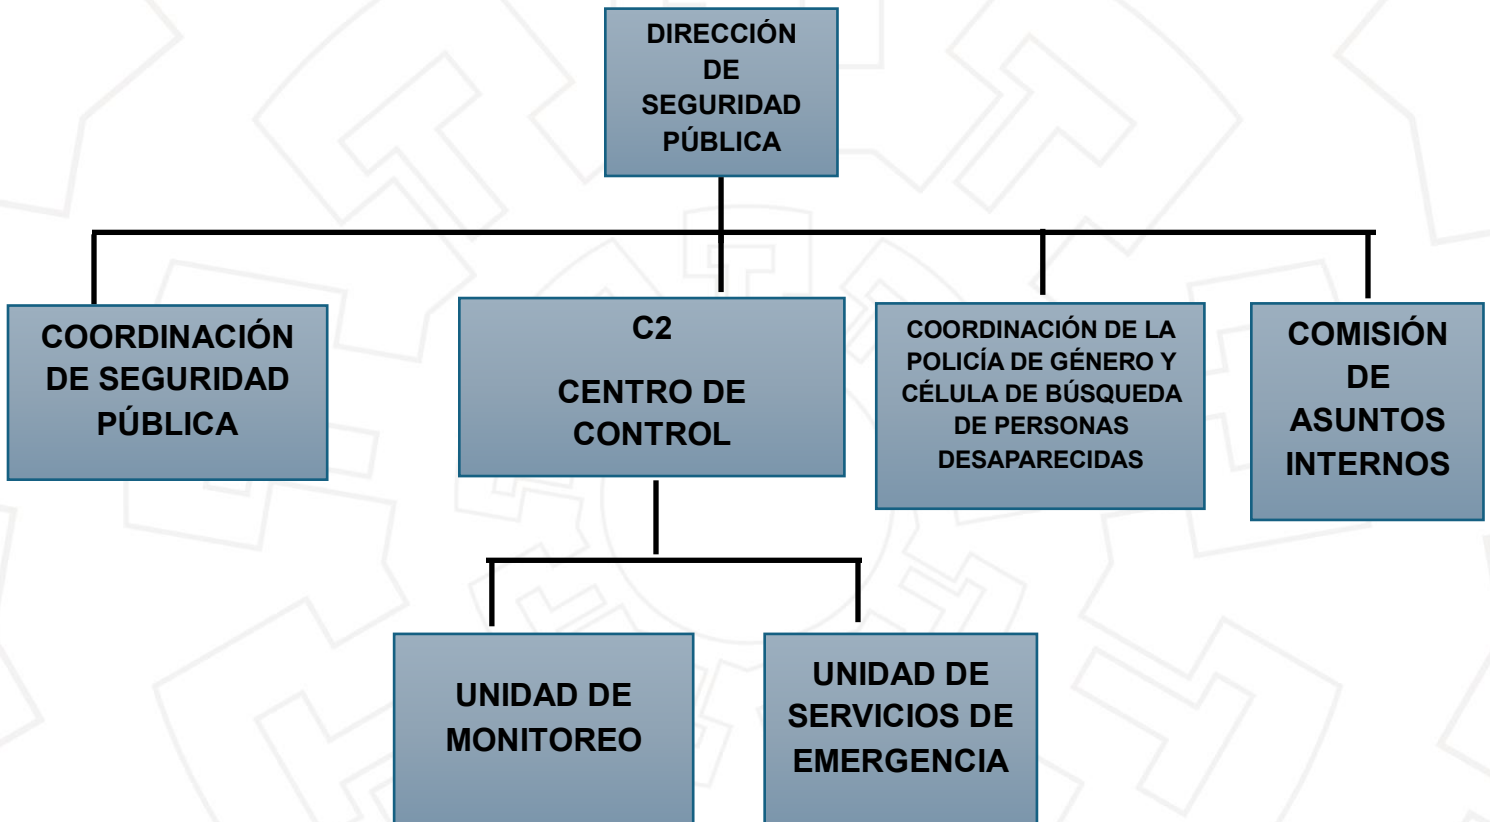 DIRECCIÓN
DE
SEGURIDAD
PÚBLICA
COORDINACIÓN
DE SEGURIDAD
PÚBLICA
C2
CENTRO DE
CONTROL
COORDINACIÓN DE LA
POLICÍA DE GÉNERO Y
CÉLULA DE BÚSQUEDA
DE PERSONAS
DESAPARECIDAS
COMISIÓN
DE
ASUNTOS
INTERNOS
UNIDAD DE
MONITOREO
UNIDAD DE
SERVICIOS DE
EMERGENCIA